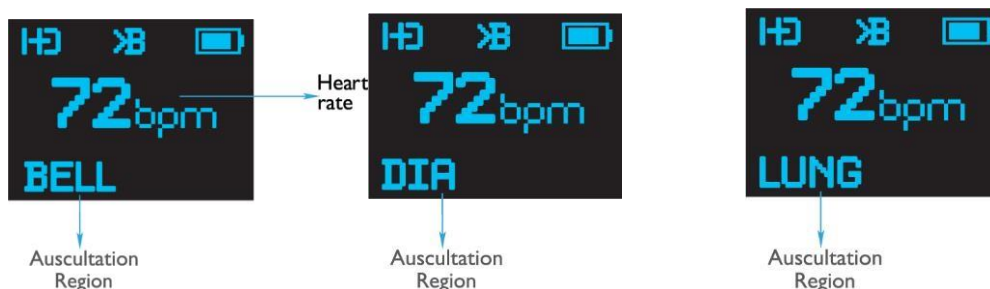 72bpm
BELL
Auscultation
Region
Heart
rate
72bpm
DIA
Auscultation
Region
72bpm
LUNG
Auscultation
Region